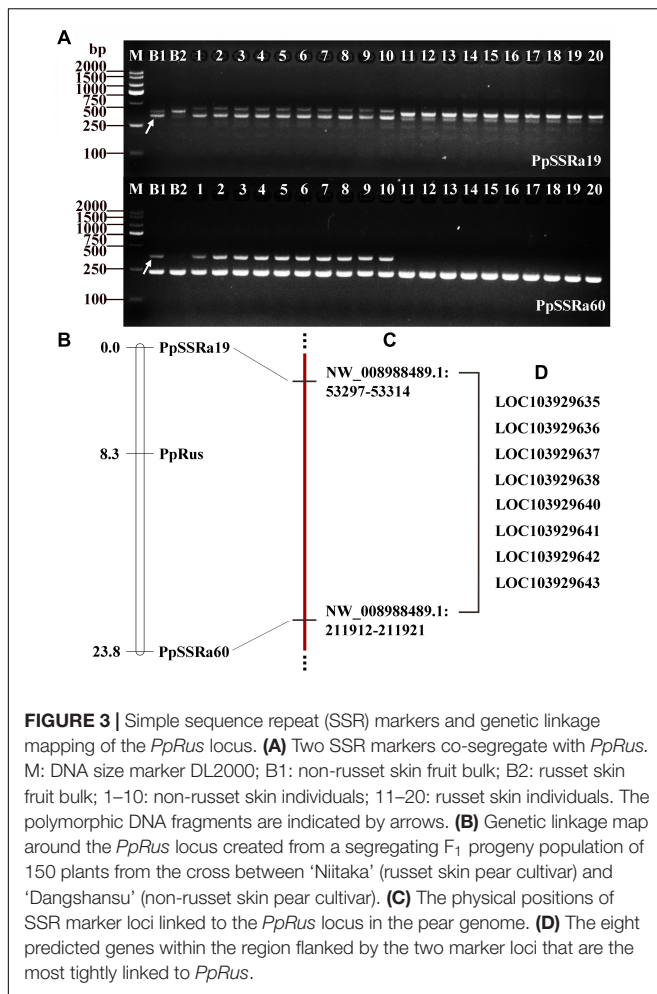 A
bp
M B1 B2 1 2 3 4 5 6 7 8 9 10 11 12 13 14 15 16 17 18 19 20
2000
1500
1000
750
500
250
100
PpSSRa19
M B1 B2 1 2 3 4 5 6 7 8 9 10 11 12 13 14 15 16 17 18 19 20
2000
1500
1000
750
500
250
100
PpSSRa60
B
C
D
0.0
PpSSRa19
8.3
PpRus
23.8
PpSSRa60
NW_008988489.1:
53297-53314
NW_008988489.1:
211912-211921
LOC103929635
LOC103929636
LOC103929637
LOC103929638
LOC103929640
LOC103929641
LOC103929642
LOC103929643
FIGURE 3 | Simple sequence repeat (SSR) markers and genetic linkage
mapping of the PpRus locus. (A) Two SSR markers co-segregate with PpRus.
M: DNA size marker DL2000; B1: non-russet skin fruit bulk; B2: russet skin
fruit bulk; 1–10: non-russet skin individuals; 11–20: russet skin individuals. The
polymorphic DNA fragments are indicated by arrows. (B) Genetic linkage map
around the PpRus locus created from a segregating F1 progeny population of
150 plants from the cross between ‘Niitaka’ (russet skin pear cultivar) and
‘Dangshansu’ (non-russet skin pear cultivar). (C) The physical positions of
SSR marker loci linked to the PpRus locus in the pear genome. (D) The eight
predicted genes within the region flanked by the two marker loci that are the
most tightly linked to PpRus.